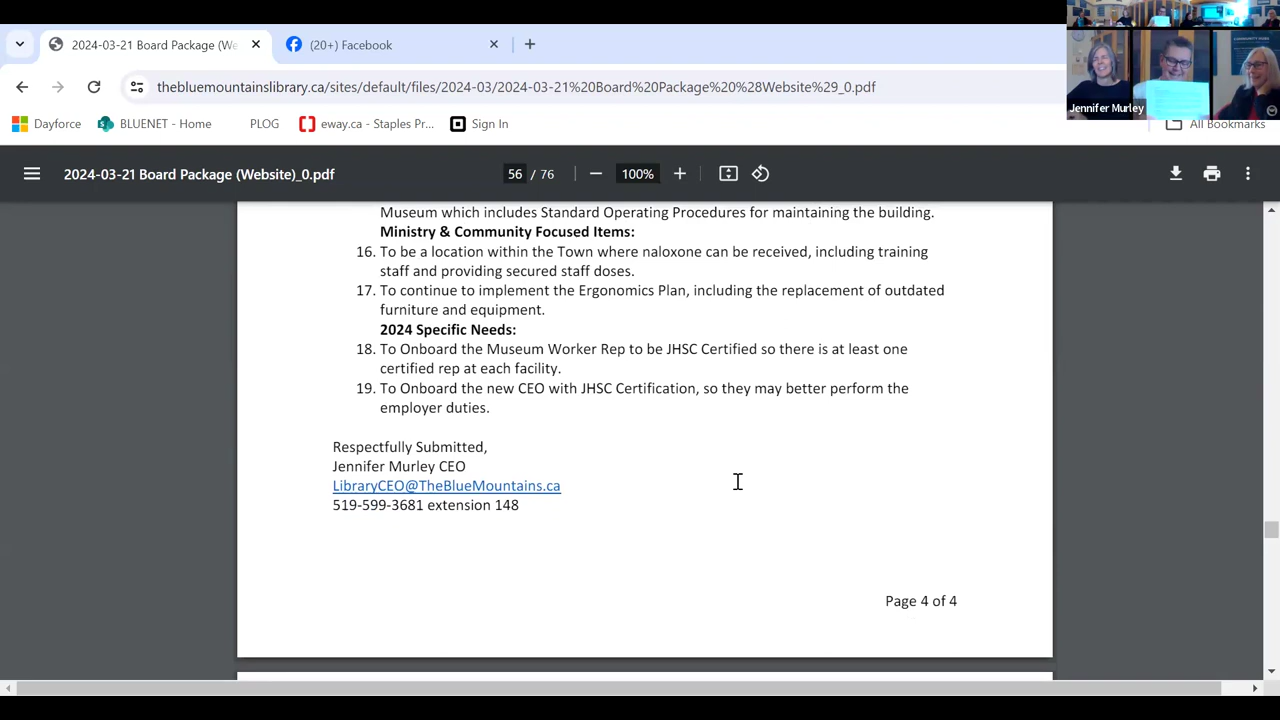 2024-03-21 Board Package (We
(20+) Facebook
thebluemountainslibrary.ca/sites/default/files/2024-03/2024-03-21%20Board%20Package%20%28Website%29_0.pdf
Dayforce
BLUENET - Home
PLOG
eway.ca - Staples Pr...
Sign In
All Bookmarks
Jennifer Murley
2024-03-21 Board Package (Website)_0.pdf
56 / 76
100%
Museum which includes Standard Operating Procedures for maintaining the building.
Ministry & Community Focused Items:
16. To be a location within the Town where naloxone can be received, including training
staff and providing secured staff doses.
17. To continue to implement the Ergonomics Plan, including the replacement of outdated
furniture and equipment.
2024 Specific Needs:
18. To Onboard the Museum Worker Rep to be JHSC Certified so there is at least one
certified rep at each facility.
19. To Onboard the new CEO with JHSC Certification, so they may better perform the
employer duties.
Respectfully Submitted,
Jennifer Murley CEO
LibraryCEO@TheBlueMountains.ca
519-599-3681 extension 148
Page 4 of 4